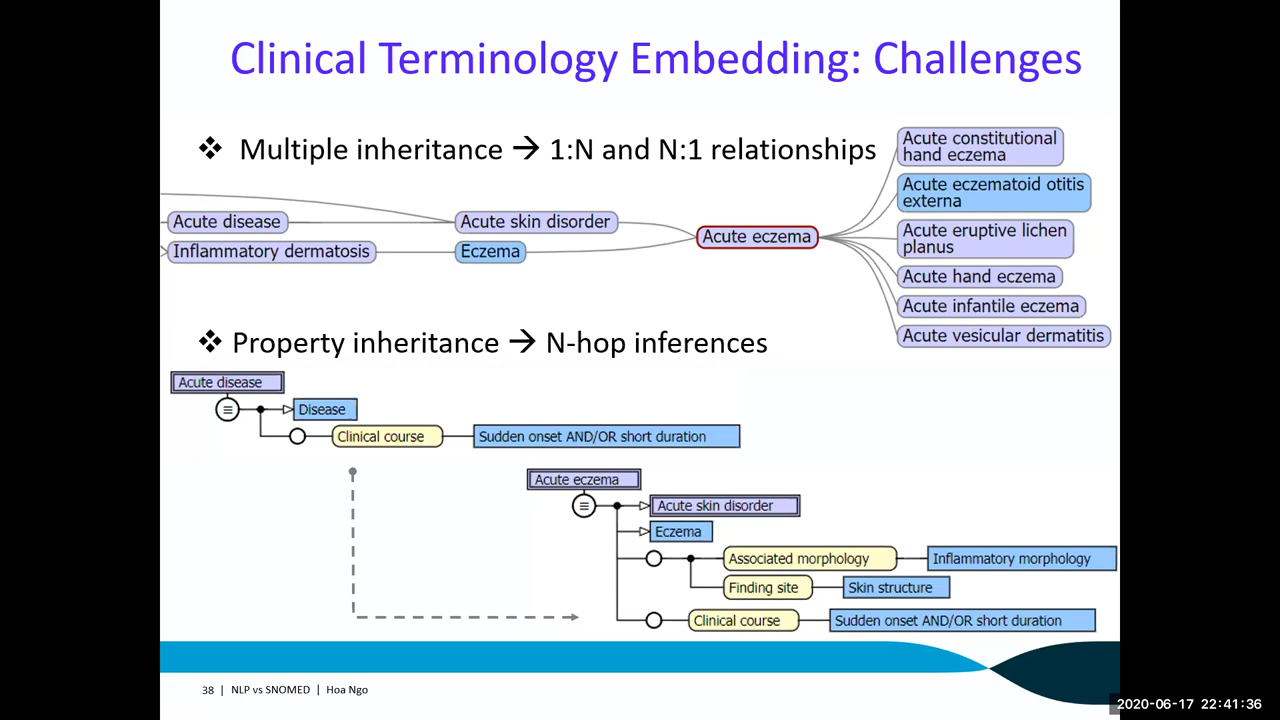 Clinical Terminology Embedding: Challenges
❖ Multiple inheritance → 1:N and N:1 relationships
Acute constitutional
hand eczema
Acute eczematoid otitis
externa
Acute disease
Acute skin disorder
Acute eczema
Acute eruptive lichen
planus
Inflammatory dermatosis
Eczema
Acute hand eczema
Acute infantile eczema
Acute vesicular dermatitis
❖ Property inheritance → N-hop inferences
Acute disease
≡
Disease
Clinical course
Sudden onset AND/OR short duration
Acute eczema
≡
Acute skin disorder
Eczema
Associated morphology
Inflammatory morphology
Finding site
Skin structure
Clinical course
Sudden onset AND/OR short duration
38 | NLP vs SNOMED | Hoa Ngo
2020-06-17 22:41:36